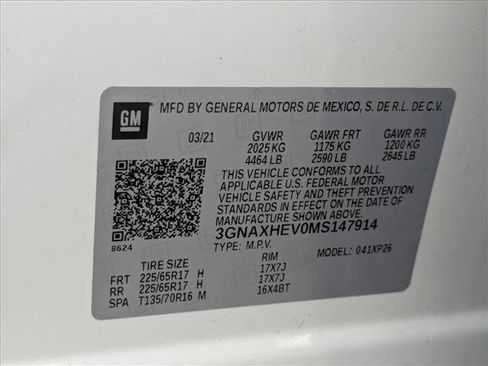 GM MFD BY GENERAL MOTORS DE MEXICO, S. DE R.L. DE C.V.
03/21 GVWR GAWR FRT GAWR RR
2025 KG 1175 KG 1200 KG
4464 LB 2590 LB 2645 LB
THIS VEHICLE CONFORMS TO ALL
APPLICABLE U.S. FEDERAL MOTOR
VEHICLE SAFETY AND THEFT PREVENTION
STANDARDS IN EFFECT ON THE DATE OF
MANUFACTURE SHOWN ABOVE.
3GNAXHEV0MS147914
8624 TYPE: M.P.V. MODEL: 041XP26
TIRE SIZE RIM
FRT 225/65R17 H 17X7J
RR 225/65R17 H 17X7J
SPA T135/70R16 M 16X4BT